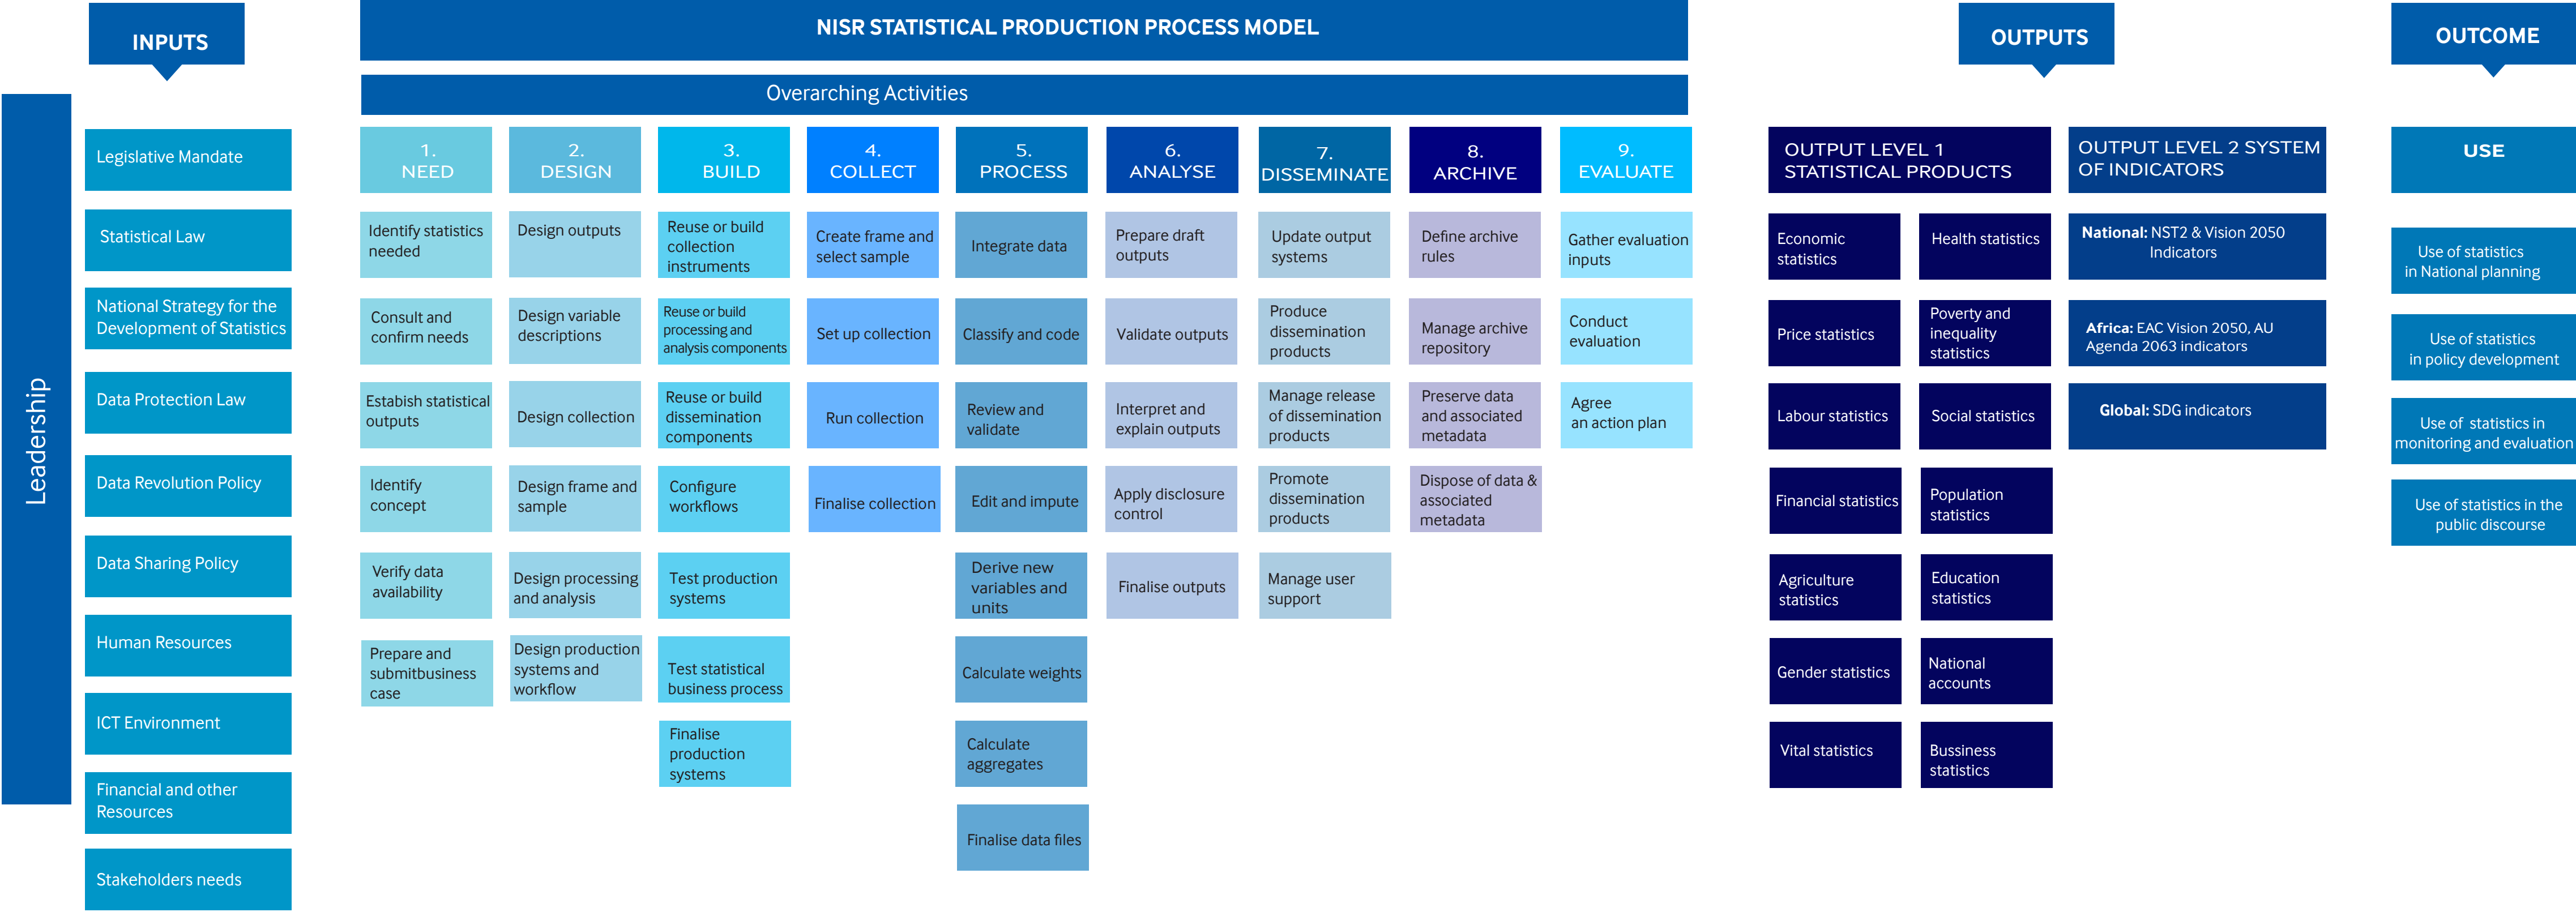 INPUTS
Leadership
Legislative Mandate
Statistical Law
National Strategy for the
Development of Statistics
Data Protection Law
Data Revolution Policy
Data Sharing Policy
Human Resources
ICT Environment
Financial and other
Resources
Stakeholders needs
NISR STATISTICAL PRODUCTION PROCESS MODEL
Overarching Activities
1.
NEED
Identify statistics
needed
Consult and
confirm needs
Estabish statistical
outputs
Identify
concept
Verify data
availability
Prepare and
submitbusiness
case
2.
DESIGN
Design outputs
Design variable
descriptions
Design collection
Design frame and
sample
Design processing
and analysis
Design production
systems and
workflow
3.
BUILD
Reuse or build
collection
instruments
Reuse or build
processing and
analysis components
Reuse or build
dissemination
components
Configure
workflows
Test production
systems
Test statistical
business process
Finalise
production
systems
4.
COLLECT
Create frame and
select sample
Set up collection
Run collection
Finalise collection
5.
PROCESS
Integrate data
Classify and code
Review and
validate
Edit and impute
Derive new
variables and
units
Calculate weights
Calculate
aggregates
Finalise data files
6.
ANALYSE
Prepare draft
outputs
Validate outputs
Interpret and
explain outputs
Apply disclosure
control
Finalise outputs
7.
DISSEMINATE
Update output
systems
Produce
dissemination
products
Manage release
of dissemination
products
Promote
dissemination
products
Manage user
support
8.
ARCHIVE
Define archive
rules
Manage archive
repository
Preserve data
and associated
metadata
Dispose of data &
associated
metadata
9.
EVALUATE
Gather evaluation
inputs
Conduct
evaluation
Agree
an action plan
OUTPUTS
OUTPUT LEVEL 1
STATISTICAL PRODUCTS
Economic
statistics
Price statistics
Labour statistics
Financial statistics
Agriculture
statistics
Gender statistics
Vital statistics
Health statistics
Poverty and
inequality
statistics
Social statistics
Population
statistics
Education
statistics
National
accounts
Bussiness
statistics
OUTPUT LEVEL 2 SYSTEM
OF INDICATORS
National: NST2 & Vision 2050
Indicators
Africa: EAC Vision 2050, AU
Agenda 2063 indicators
Global: SDG indicators
OUTCOME
USE
Use of statistics
in National planning
Use of statistics
in policy development
Use of statistics in
monitoring and evaluation
Use of statistics in the
public discourse